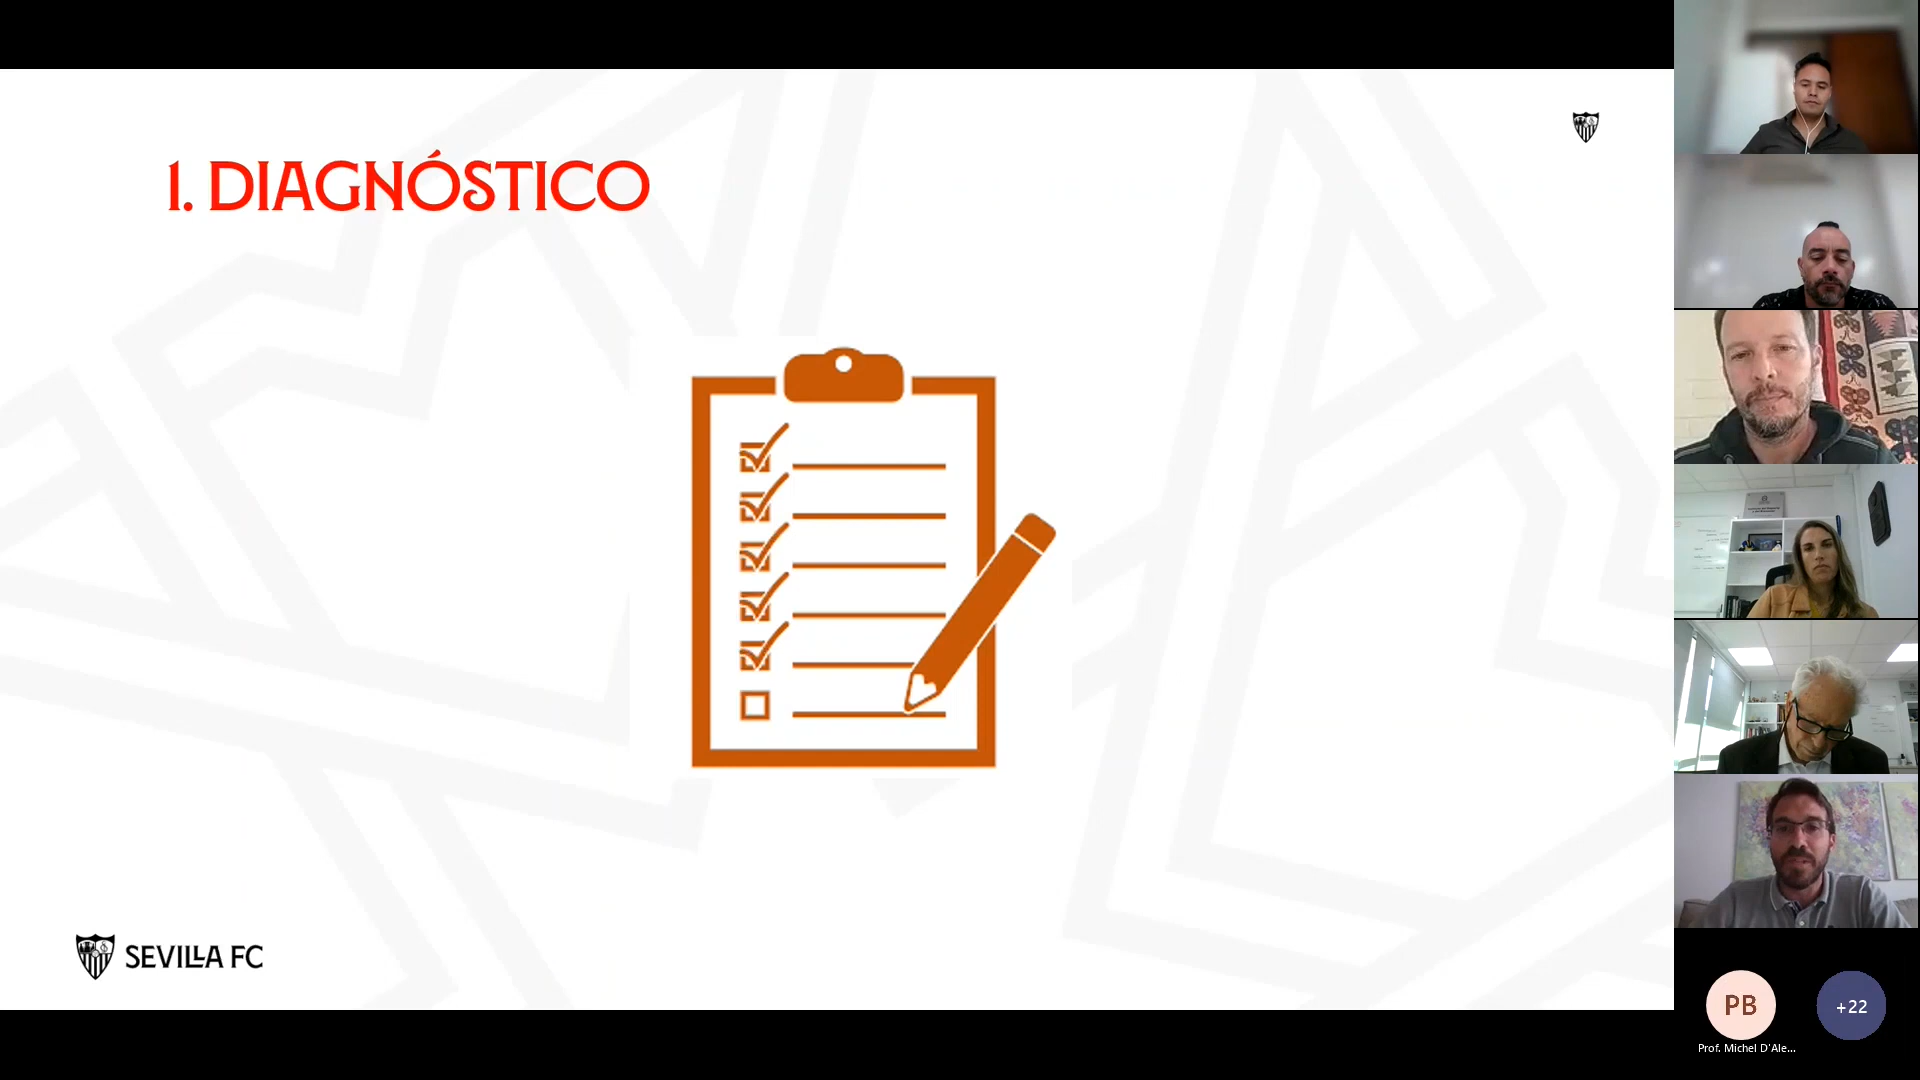 1. DIAGNÓSTICO
SEVILLA FC
PB
+22
Prof. Michel D'Ale...